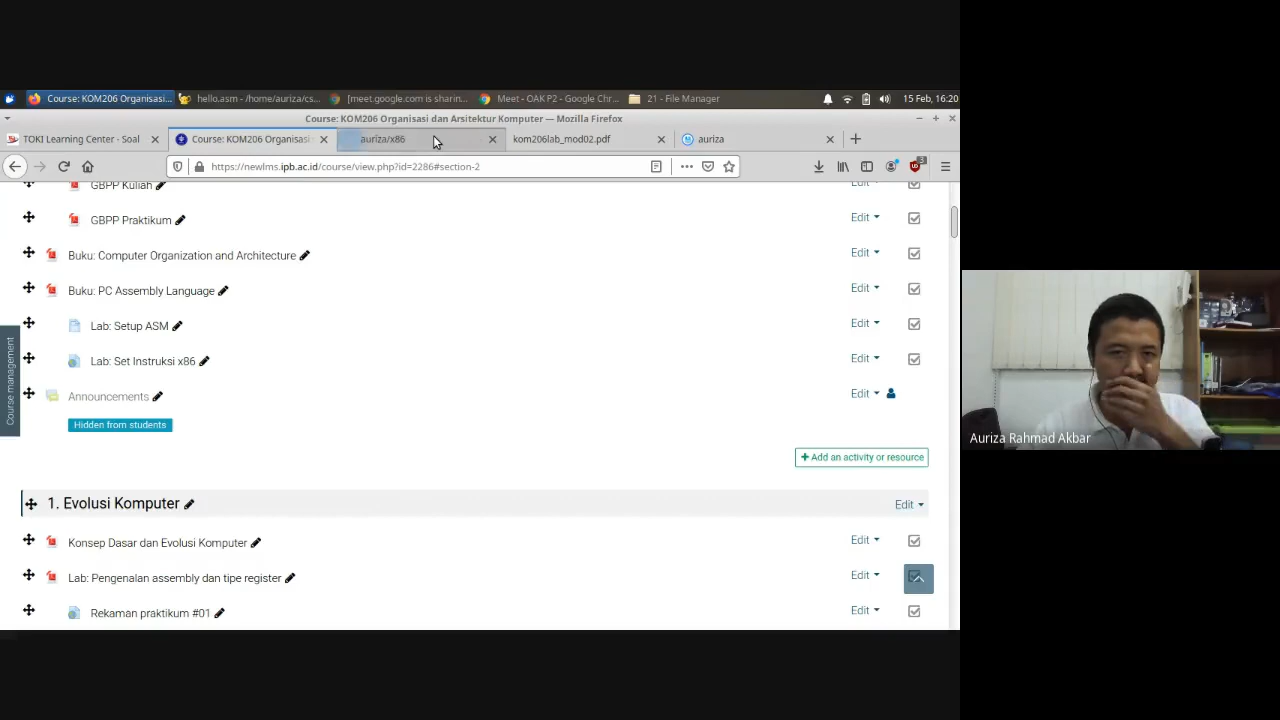 Course: KOM206 Organisasi... hello.asm - /home/auriza/cs... [meet.google.com is sharin... Meet - OAK P2 - Google Chr... 21 - File Manager 15 Feb, 16:20
Course: KOM206 Organisasi dan Arsitektur Komputer — Mozilla Firefox
TOKI Learning Center - Soal Course: KOM206 Organisasi auriza/x86 kom206lab_mod02.pdf auriza
https://newlms.ipb.ac.id/course/view.php?id=2286#section-2 3
GBPP Kuliah Edit
GBPP Praktikum Edit
Buku: Computer Organization and Architecture Edit
Buku: PC Assembly Language Edit
Lab: Setup ASM Edit
Lab: Set Instruksi x86 Edit
Announcements Edit
Hidden from students
+ Add an activity or resource
1. Evolusi Komputer Edit
Konsep Dasar dan Evolusi Komputer Edit
Lab: Pengenalan assembly dan tipe register Edit
Rekaman praktikum #01 Edit
Course management
Auriza Rahmad Akbar